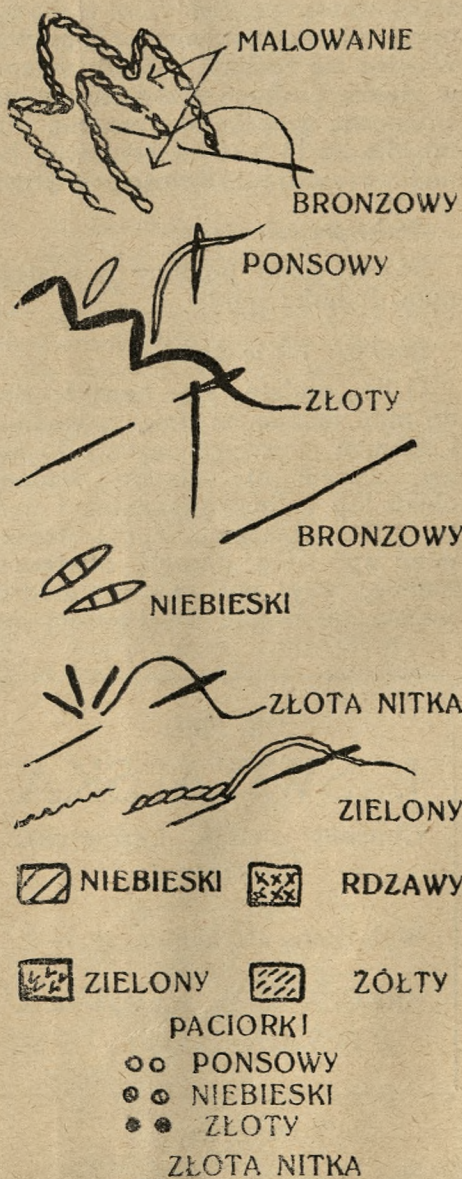 MALOWANIE
BRONZOWY
PONSOWY
ZŁOTY
BRONZOWY
NIEBIESKI
ZŁOTA NITKA
ZIELONY
NIEBIESKI RDZAWY
ZIELONY ŻÓŁTY
PACIORKI
PONSOWY
NIEBIESKI
ZŁOTY
ZŁOTA NITKA